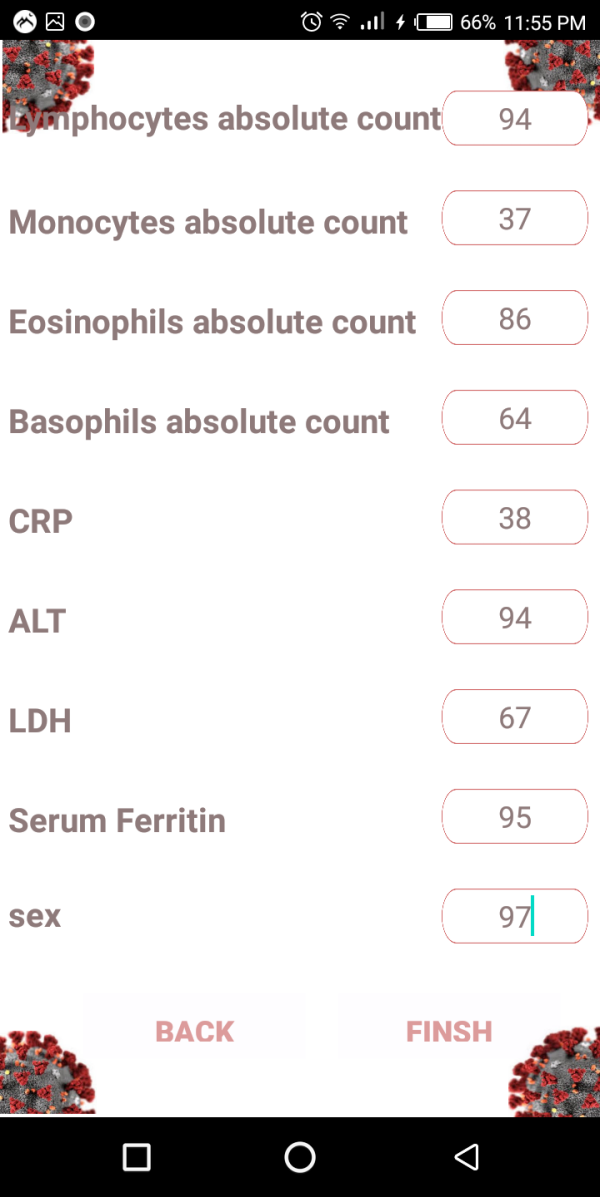 66% 11:55 PM
Lymphocytes absolute count 94
Monocytes absolute count 37
Eosinophils absolute count 86
Basophils absolute count 64
CRP 38
ALT 94
LDH 67
Serum Ferritin 95
sex 97
BACK FINSH